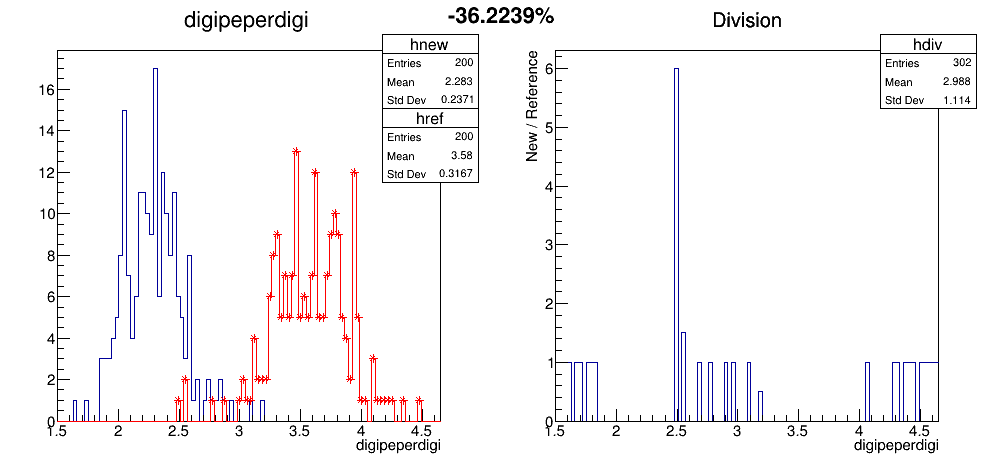 -36.2239%
digipeperdigi
hnew
Entries 200
Mean 2.283
Std Dev 0.2371
href
Entries 200
Mean 3.58
Std Dev 0.3167
16
14
12
10
8
6
4
2
0
1.5 2 2.5 3 3.5 4 4.5
digipeperdigi
Division
hdiv
Entries 302
Mean 2.988
Std Dev 1.114
New / Reference
6
5
4
3
2
1
0
1.5 2 2.5 3 3.5 4 4.5
digipeperdigi